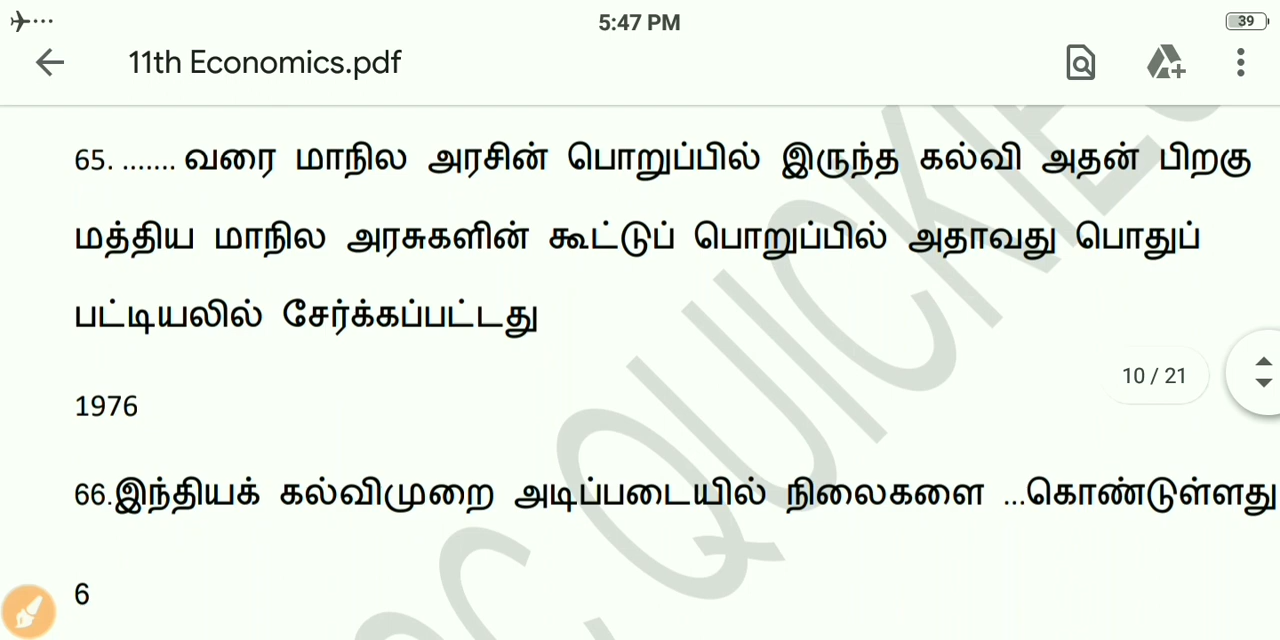 5:47 PM
39
11th Economics.pdf
65. ....... வரை மாநில அரசின் பொறுப்பில் இருந்த கல்வி அதன் பிறகு
மத்திய மாநில அரசுகளின் கூட்டுப் பொறுப்பில் அதாவது பொதுப்
பட்டியலில் சேர்க்கப்பட்டது
10 / 21
1976
66.இந்தியக் கல்விமுறை அடிப்படையில் நிலைகளை ...கொண்டுள்ளது
6
QUICKIES